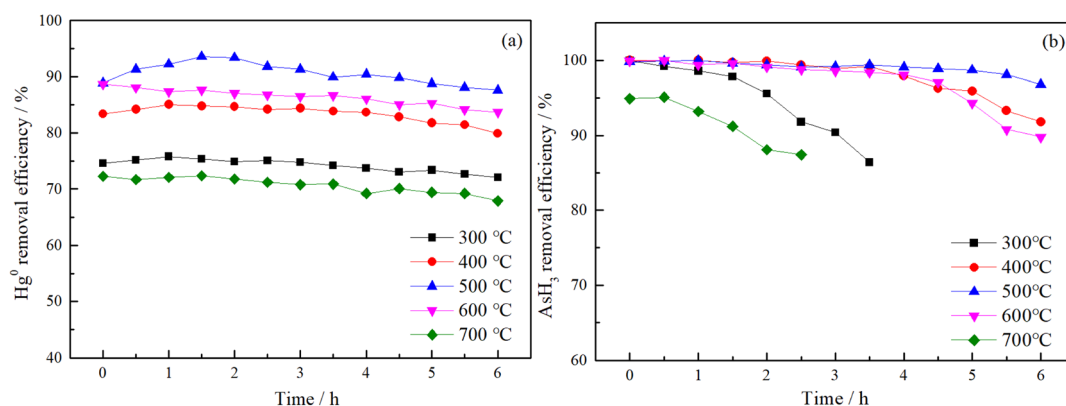 (a)
Hg⁰ removal efficiency / %
100
90
80
70
60
50
40
300 °C
400 °C
500 °C
600 °C
700 °C
0 1 2 3 4 5 6
Time / h
(b)
AsH₃ removal efficiency / %
100
90
80
70
60
300°C
400°C
500°C
600°C
700°C
0 1 2 3 4 5 6
Time / h